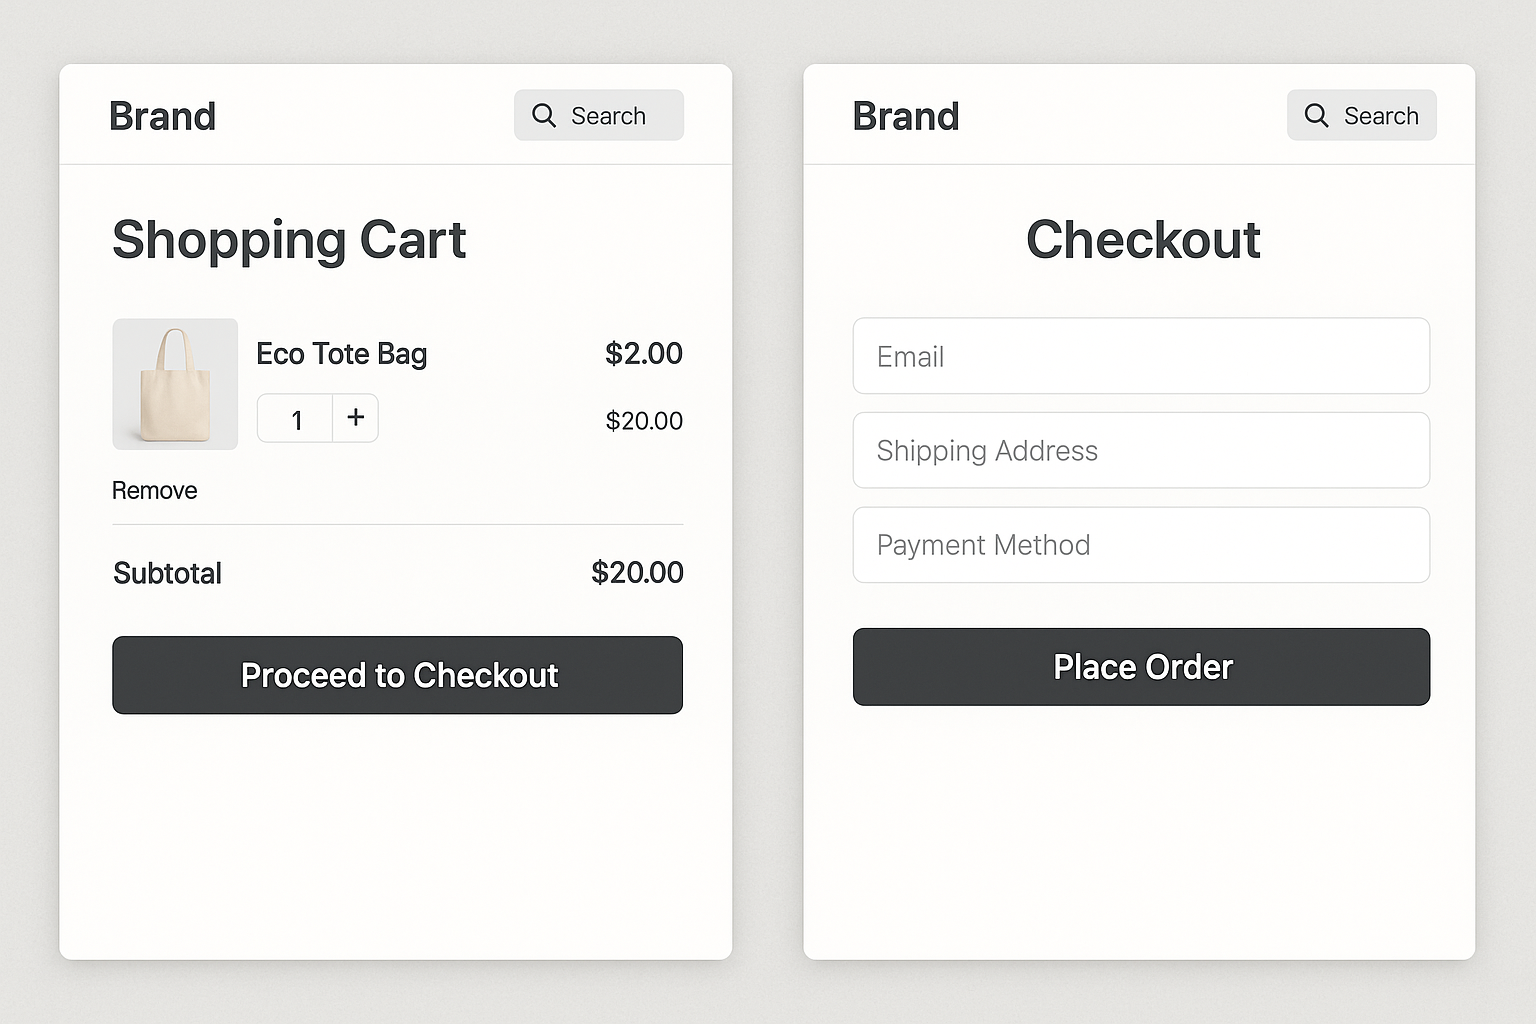 Brand
Search
Shopping Cart
Eco Tote Bag
$2.00
1 +
$20.00
Remove
Subtotal
$20.00
Proceed to Checkout
Brand
Search
Checkout
Email
Shipping Address
Payment Method
Place Order